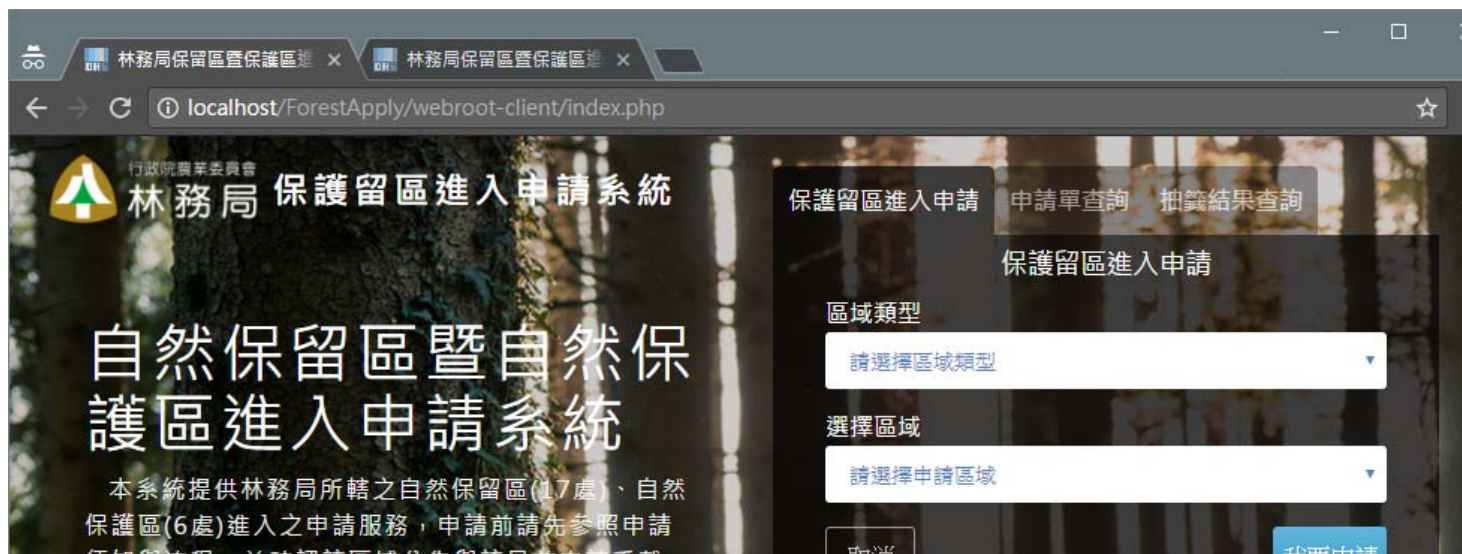 林務局保留區暨保護區進
林務局保留區暨保護區進
localhost/ForestApply/webroot-client/index.php
行政院農業委員會
林務局
保護留區進入申請系統
保護留區進入申請
申請單查詢
抽籤結果查詢
保護留區進入申請
區域類型
請選擇區域類型
選擇區域
請選擇申請區域
取消
我要申請
自然保留區暨自然保
護區進入申請系統
本系統提供林務局所轄之自然保留區(17處)、自然
保護區(6處)進入之申請服務,申請前請先參照申請